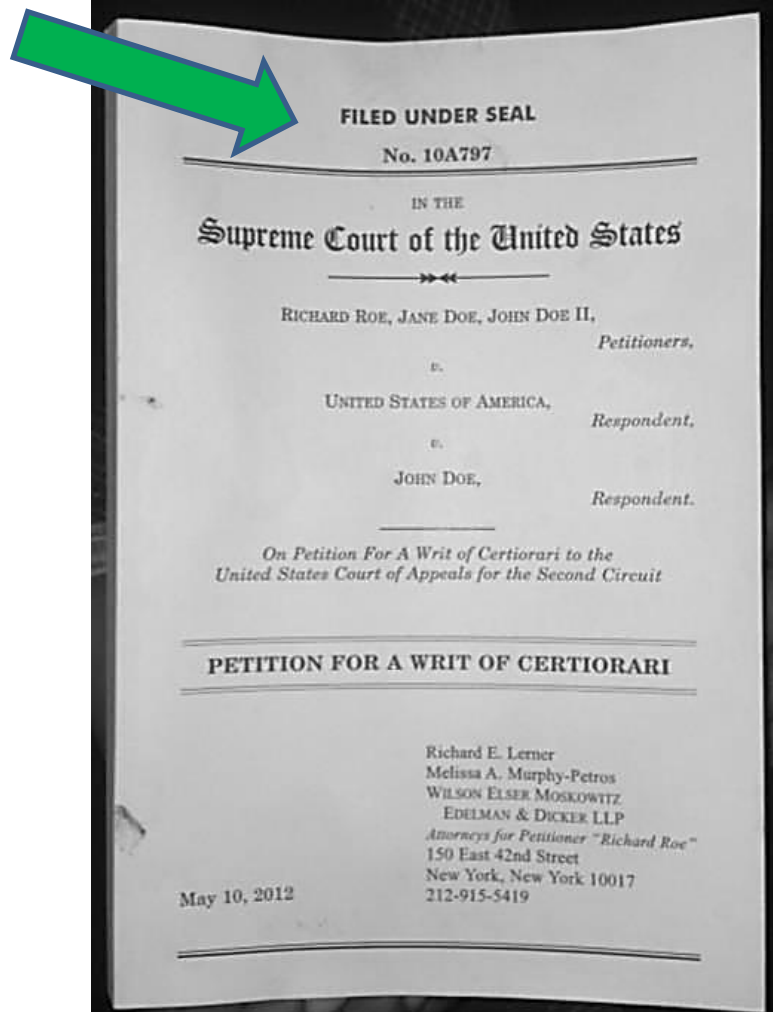 FILED UNDER SEAL
No. 10A797
IN THE
Supreme Court of the United States
RICHARD ROE, JANE DOE, JOHN DOE II,
Petitioners,
v.
UNITED STATES OF AMERICA,
Respondent,
v.
JOHN DOE,
Respondent.
On Petition For A Writ of Certiorari to the
United States Court of Appeals for the Second Circuit
PETITION FOR A WRIT OF CERTIORARI
Richard E. Lerner
Melissa A. Murphy-Petros
WILSON ELSER MOSKOWITZ
EDELMAN & DICKER LLP
Attorneys for Petitioner "Richard Roe"
150 East 42nd Street
New York, New York 10017
212-915-5419
May 10, 2012